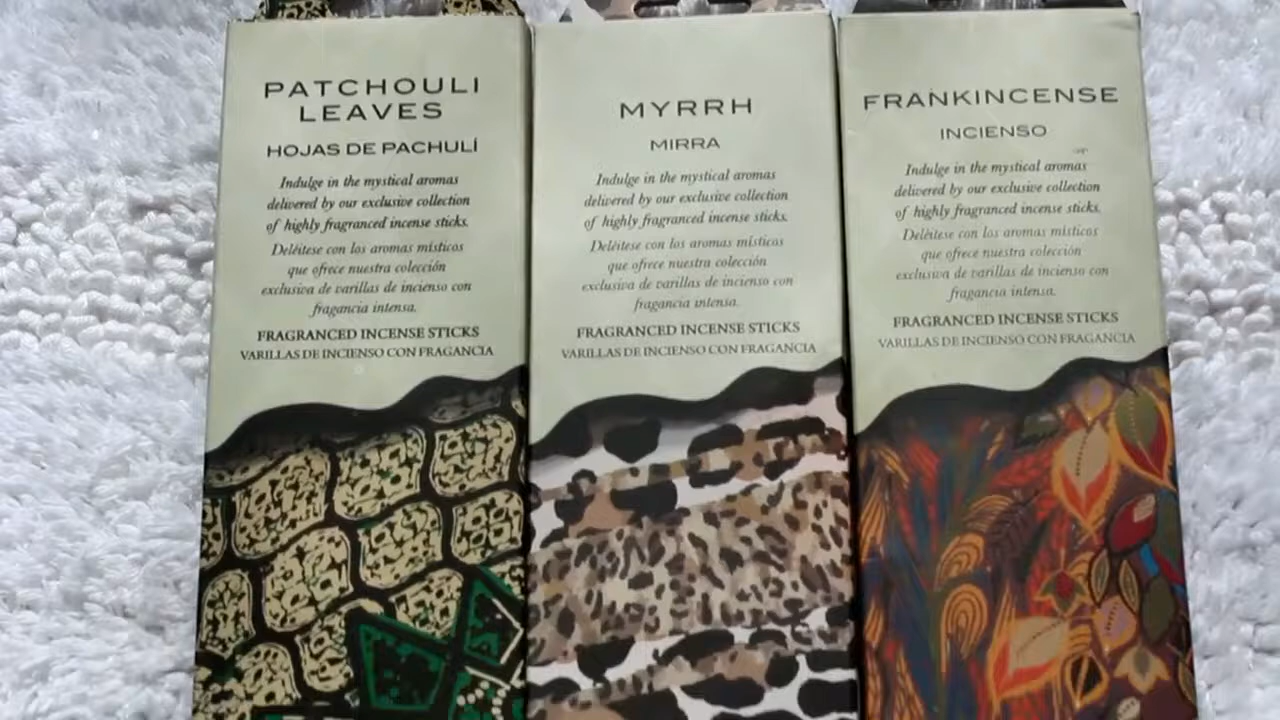 PATCHOULI
LEAVES
HOJAS DE PACHULÍ
Indulge in the mystical aromas
delivered by our exclusive collection
of highly fragranced incense sticks.
Deléitese con los aromas místicos
que ofrece nuestra colección
exclusiva de varillas de incienso con
fragancia intensa.
FRAGRANCED INCENSE STICKS
VARILLAS DE INCIENSO CON FRAGANCIA
MYRRH
MIRRA
Indulge in the mystical aromas
delivered by our exclusive collection
of highly fragranced incense sticks.
Deléitese con los aromas místicos
que ofrece nuestra colección
exclusiva de varillas de incienso con
fragancia intensa.
FRAGRANCED INCENSE STICKS
VARILLAS DE INCIENSO CON FRAGANCIA
FRANKINCENSE
INCIENSO
Indulge in the mystical aromas
delivered by our exclusive collection
of highly fragranced incense sticks.
Deléitese con los aromas místicos
que ofrece nuestra colección
exclusiva de varillas de incienso con
fragancia intensa.
FRAGRANCED INCENSE STICKS
VARILLAS DE INCIENSO CON FRAGANCIA